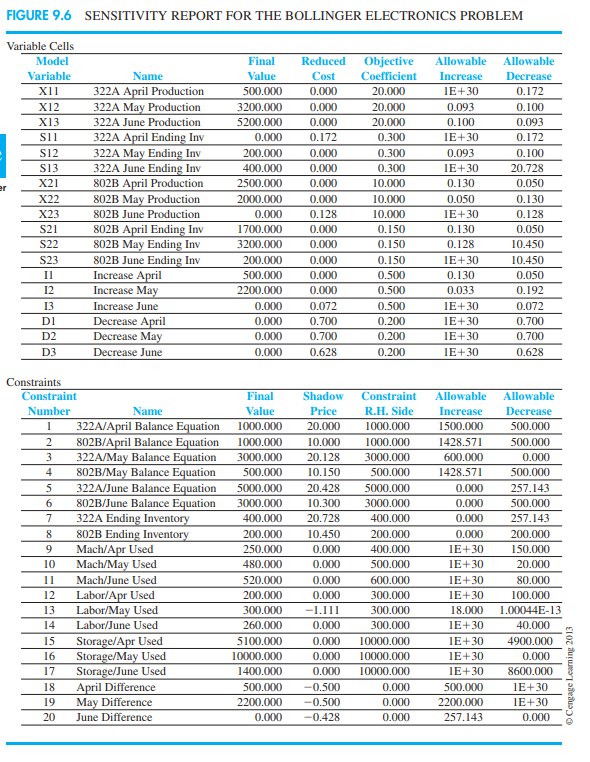 FIGURE 9.6 SENSITIVITY REPORT FOR THE BOLLINGER ELECTRONICS PROBLEM
Variable Cells
Model Final Reduced Objective Allowable Allowable
Variable Name Value Cost Coefficient Increase Decrease
X11 322A April Production 500.000 0.000 20.000 1E+30 0.172
X12 322A May Production 3200.000 0.000 20.000 0.093 0.100
X13 322A June Production 5200.000 0.000 20.000 0.100 0.093
S11 322A April Ending Inv 0.000 0.172 0.300 1E+30 0.172
S12 322A May Ending Inv 200.000 0.000 0.300 0.093 0.100
S13 322A June Ending Inv 400.000 0.000 0.300 1E+30 20.728
er
X21 802B April Production 2500.000 0.000 10.000 0.130 0.050
X22 802B May Production 2000.000 0.000 10.000 0.050 0.130
X23 802B June Production 0.000 0.128 10.000 1E+30 0.128
S21 802B April Ending Inv 1700.000 0.000 0.150 0.130 0.050
S22 802B May Ending Inv 3200.000 0.000 0.150 0.128 10.450
S23 802B June Ending Inv 200.000 0.000 0.150 1E+30 10.450
I1 Increase April 500.000 0.000 0.500 0.130 0.050
I2 Increase May 2200.000 0.000 0.500 0.033 0.192
I3 Increase June 0.000 0.072 0.500 1E+30 0.072
D1 Decrease April 0.000 0.700 0.200 1E+30 0.700
D2 Decrease May 0.000 0.700 0.200 1E+30 0.700
D3 Decrease June 0.000 0.628 0.200 1E+30 0.628
Constraints
Constraint Final Shadow Constraint Allowable Allowable
Number Name Value Price R.H. Side Increase Decrease
1 322A/April Balance Equation 1000.000 20.000 1000.000 1500.000 500.000
2 802B/April Balance Equation 1000.000 10.000 1000.000 1428.571 500.000
3 322A/May Balance Equation 3000.000 20.128 3000.000 600.000 0.000
4 802B/May Balance Equation 500.000 10.150 500.000 1428.571 500.000
5 322A/June Balance Equation 5000.000 20.428 5000.000 0.000 257.143
6 802B/June Balance Equation 3000.000 10.300 3000.000 0.000 500.000
7 322A Ending Inventory 400.000 20.728 400.000 0.000 257.143
8 802B Ending Inventory 200.000 10.450 200.000 0.000 200.000
9 Mach/Apr Used 250.000 0.000 400.000 1E+30 150.000
10 Mach/May Used 480.000 0.000 500.000 1E+30 20.000
11 Mach/June Used 520.000 0.000 600.000 1E+30 80.000
12 Labor/Apr Used 200.000 0.000 300.000 1E+30 100.000
13 Labor/May Used 300.000 −1.111 300.000 18.000 1.00044E-13
14 Labor/June Used 260.000 0.000 300.000 1E+30 40.000
15 Storage/Apr Used 5100.000 0.000 10000.000 1E+30 4900.000
16 Storage/May Used 10000.000 0.000 10000.000 1E+30 0.000
17 Storage/June Used 1400.000 0.000 10000.000 1E+30 8600.000
18 April Difference 500.000 −0.500 0.000 500.000 1E+30
19 May Difference 2200.000 −0.500 0.000 2200.000 1E+30
20 June Difference 0.000 −0.428 0.000 257.143 0.000
© Cengage Learning 2013